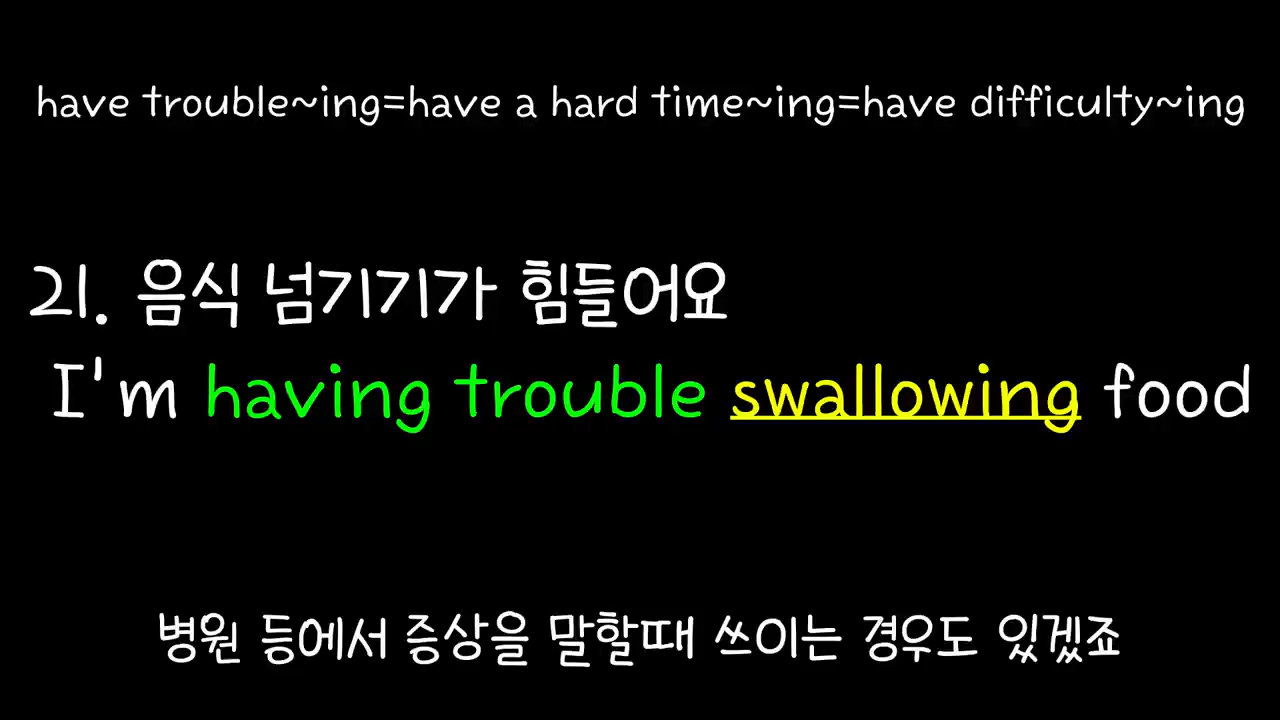 have trouble~ing=have a hard time~ing=have difficulty~ing
21. 음식 넘기기가 힘들어요
I'm having trouble swallowing food
병원 등에서 증상을 말할때 쓰이는 경우도 있겠죠